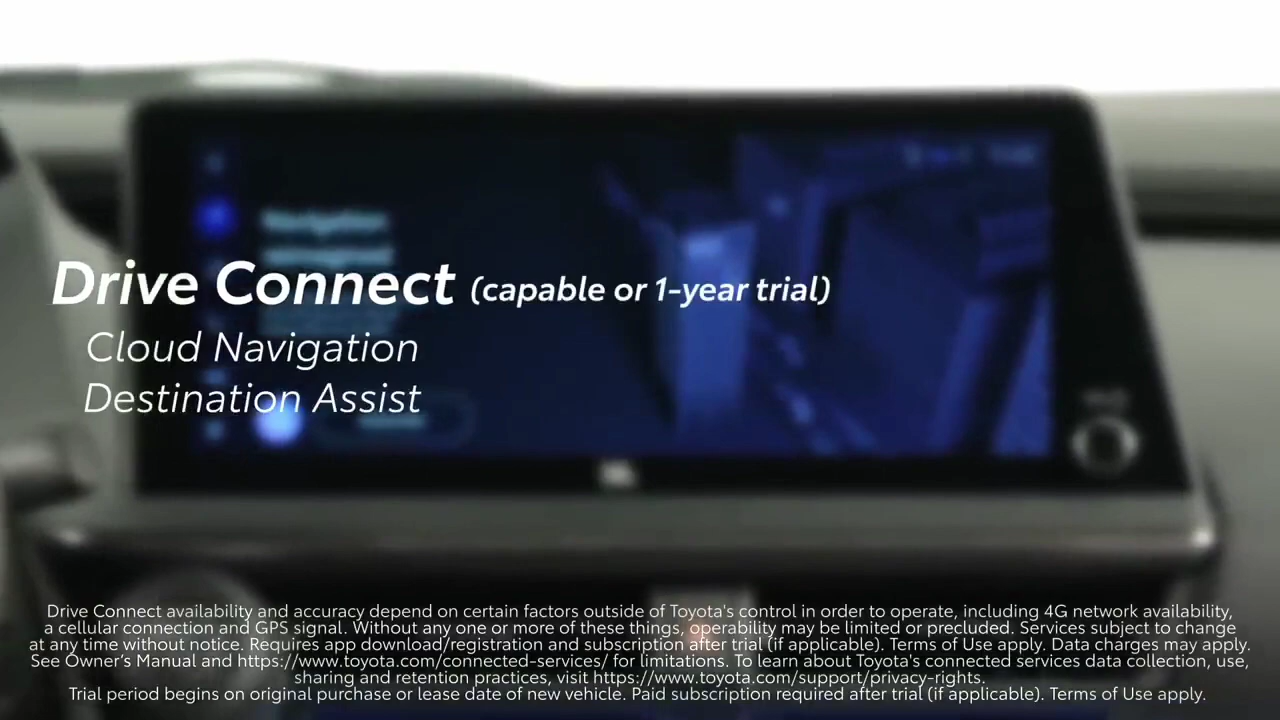 Navigation
Drive Connect (capable or 1-year trial)
Cloud Navigation
Destination Assist
Drive Connect availability and accuracy depend on certain factors outside of Toyota's control in order to operate, including 4G network availability,
a cellular connection and GPS signal. Without any one or more of these things, operability may be limited or precluded. Services subject to change
at any time without notice. Requires app download/registration and subscription after trial (if applicable). Terms of Use apply. Data charges may apply.
See Owner's Manual and https://www.toyota.com/connected-services/ for limitations. To learn about Toyota's connected services data collection, use,
sharing and retention practices, visit https://www.toyota.com/support/privacy-rights.
Trial period begins on original purchase or lease date of new vehicle. Paid subscription required after trial (if applicable). Terms of Use apply.